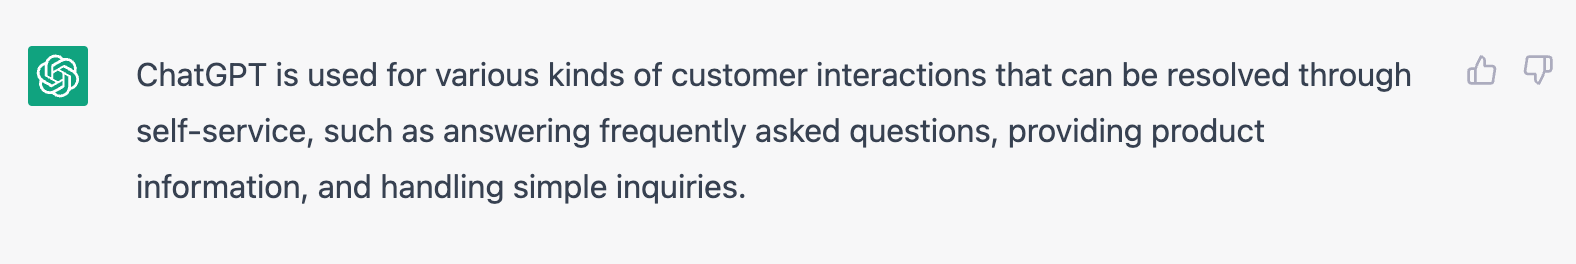 ChatGPT is used for various kinds of customer interactions that can be resolved through
self-service, such as answering frequently asked questions, providing product
information, and handling simple inquiries.